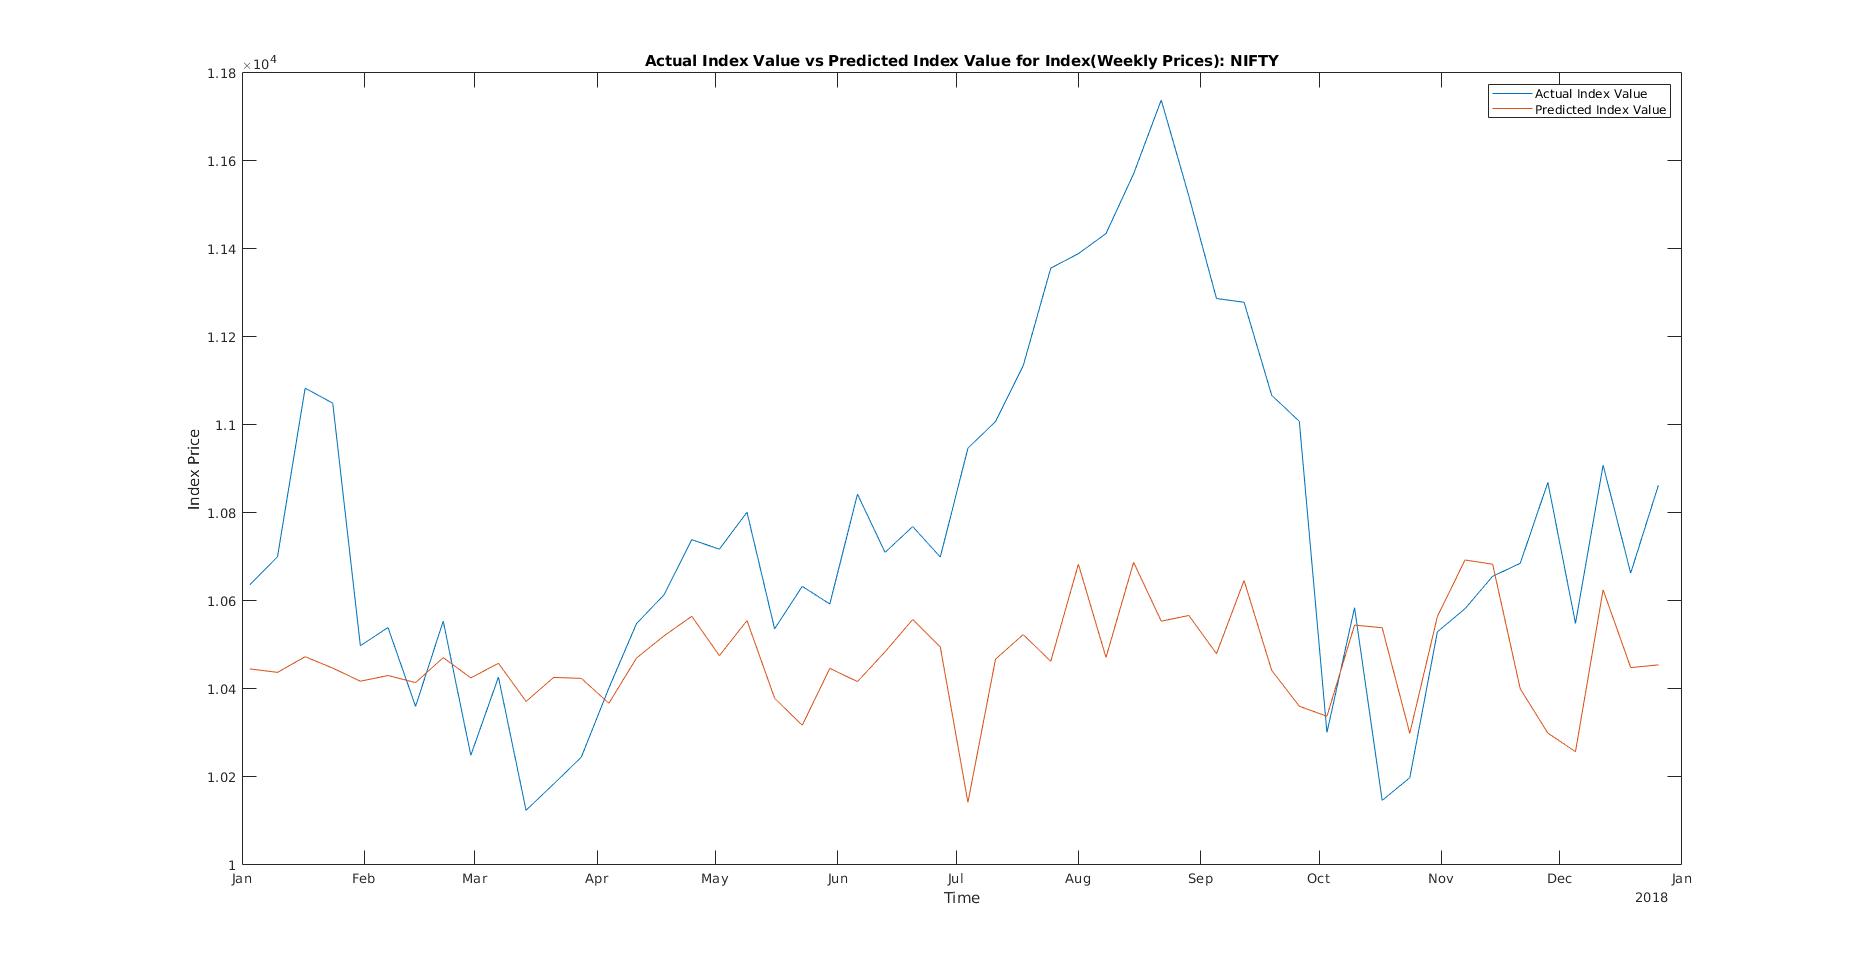 Actual Index Value vs Predicted Index Value for Index(Weekly Prices): NIFTY
×10^4
1.18
1.16
1.14
1.12
1.1
1.08
1.06
1.04
1.02
1
Index Price
Actual Index Value
Predicted Index Value
Jan Feb Mar Apr May Jun Jul Aug Sep Oct Nov Dec Jan
Time
2018